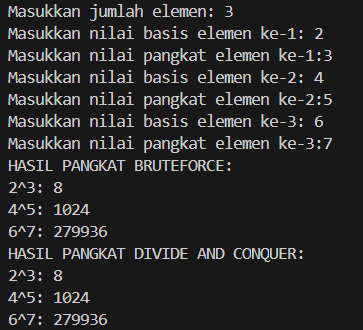 Masukkan jumlah elemen: 3
Masukkan nilai basis elemen ke-1: 2
Masukkan nilai pangkat elemen ke-1:3
Masukkan nilai basis elemen ke-2: 4
Masukkan nilai pangkat elemen ke-2:5
Masukkan nilai basis elemen ke-3: 6
Masukkan nilai pangkat elemen ke-3:7
HASIL PANGKAT BRUTEFORCE:
2^3: 8
4^5: 1024
6^7: 279936
HASIL PANGKAT DIVIDE AND CONQUER:
2^3: 8
4^5: 1024
6^7: 279936